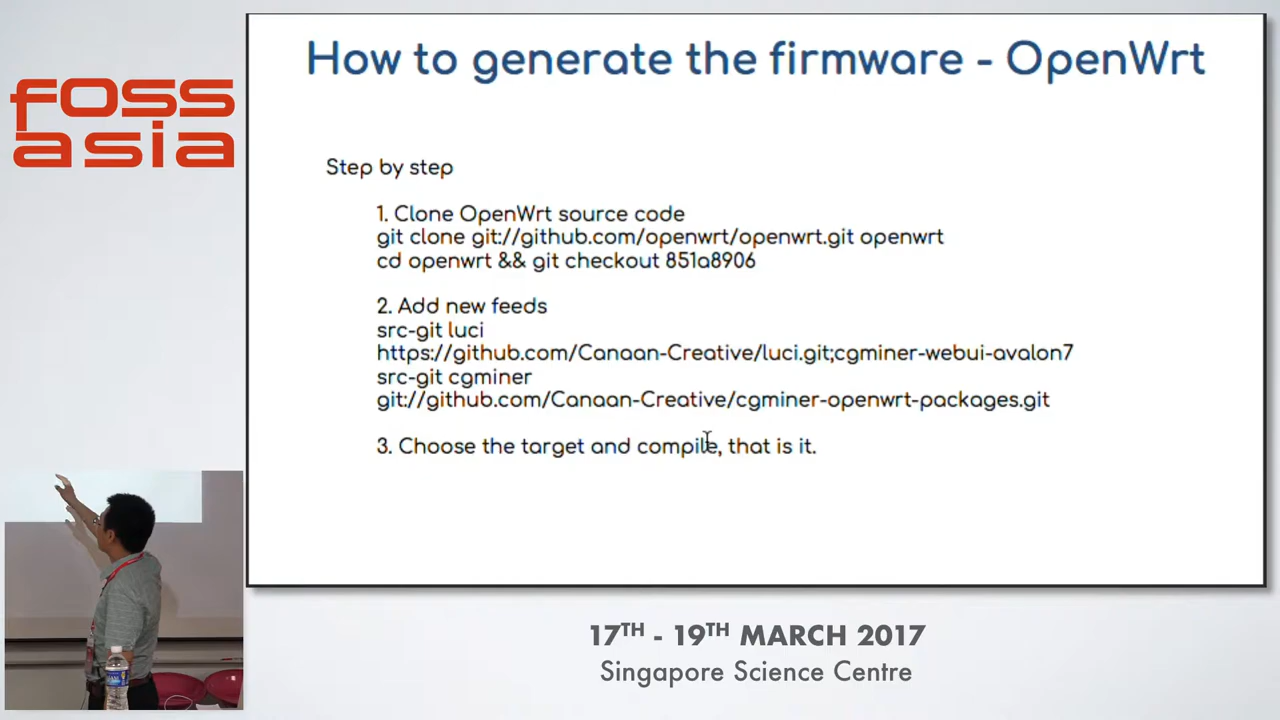 foss
asia
How to generate the firmware - OpenWrt
Step by step
1. Clone OpenWrt source code
git clone git://github.com/openwrt/openwrt.git openwrt
cd openwrt && git checkout 851a8906
2. Add new feeds
src-git luci
https://github.com/Canaan-Creative/luci.git;cgminer-webui-avalon7
src-git cgminer
git://github.com/Canaan-Creative/cgminer-openwrt-packages.git
3. Choose the target and compile, that is it.
17TH - 19TH MARCH 2017
Singapore Science Centre